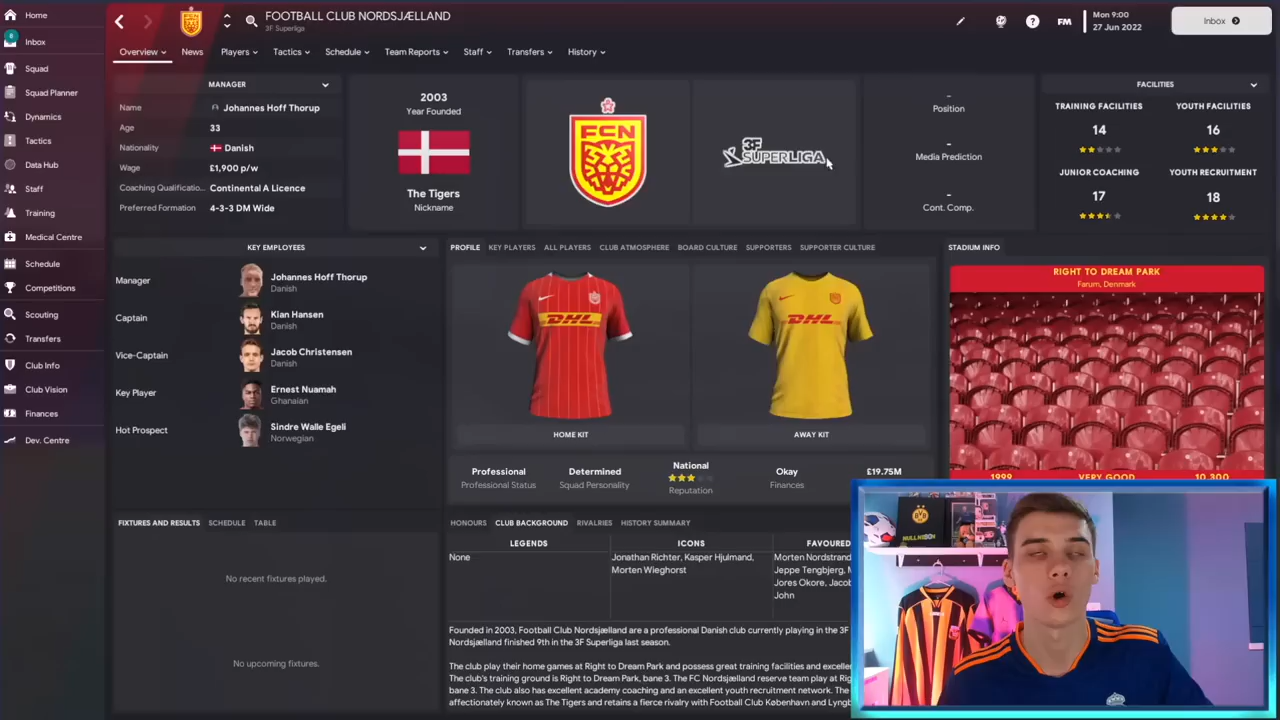 Home
Inbox
8
Squad
Squad Planner
Dynamics
Tactics
Data Hub
Staff
Training
Medical Centre
Schedule
Competitions
Scouting
Transfers
Club Info
Club Vision
Finances
Dev. Centre
FOOTBALL CLUB NORDSJÆLLAND
3F Superliga
FM
Mon 9:00
27 Jun 2022
Inbox
Overview
News
Players
Tactics
Schedule
Team Reports
Staff
Transfers
History
MANAGER
Name Johannes Hoff Thorup
Age 33
Nationality Danish
Wage £1,900 p/w
Coaching Qualificatio... Continental A Licence
Preferred Formation 4-3-3 DM Wide
2003
Year Founded
The Tigers
Nickname
FCN
3F
SUPERLIGA
-
Position
-
Media Prediction
-
Cont. Comp.
FACILITIES
TRAINING FACILITIES YOUTH FACILITIES
14 16
JUNIOR COACHING YOUTH RECRUITMENT
17 18
KEY EMPLOYEES
Manager Johannes Hoff Thorup
Danish
Captain Kian Hansen
Danish
Vice-Captain Jacob Christensen
Danish
Key Player Ernest Nuamah
Ghanaian
Hot Prospect Sindre Walle Egeli
Norwegian
PROFILE KEY PLAYERS ALL PLAYERS CLUB ATMOSPHERE BOARD CULTURE SUPPORTERS SUPPORTER CULTURE
DHL
DHL
HOME KIT AWAY KIT
Professional
Professional Status
Determined
Squad Personality
National
Reputation
Okay
Finances
£19.75M
STADIUM INFO
RIGHT TO DREAM PARK
Farum, Denmark
1999 VERY GOOD 10,300
FIXTURES AND RESULTS SCHEDULE TABLE
No recent fixtures played.
No upcoming fixtures.
HONOURS CLUB BACKGROUND RIVALRIES HISTORY SUMMARY
LEGENDS ICONS FAVOURED
None
Jonathan Richter, Kasper Hjulmand,
Morten Wieghorst
Morten Nordstrand
Jeppe Tengbjerg, M
Jores Okore, Jacob
John
Founded in 2003, Football Club Nordsjælland are a professional Danish club currently playing in the 3F
Nordsjælland finished 9th in the 3F Superliga last season.
The club play their home games at Right to Dream Park and possess great training facilities and excelle
The club's training ground is Right to Dream Park, bane 3. The FC Nordsjælland reserve team play at Rig
bane 3. The club also has excellent academy coaching and an excellent youth recruitment network. The
affectionately known as The Tigers and retains a fierce rivalry with Football Club København and Lyngb
BVB